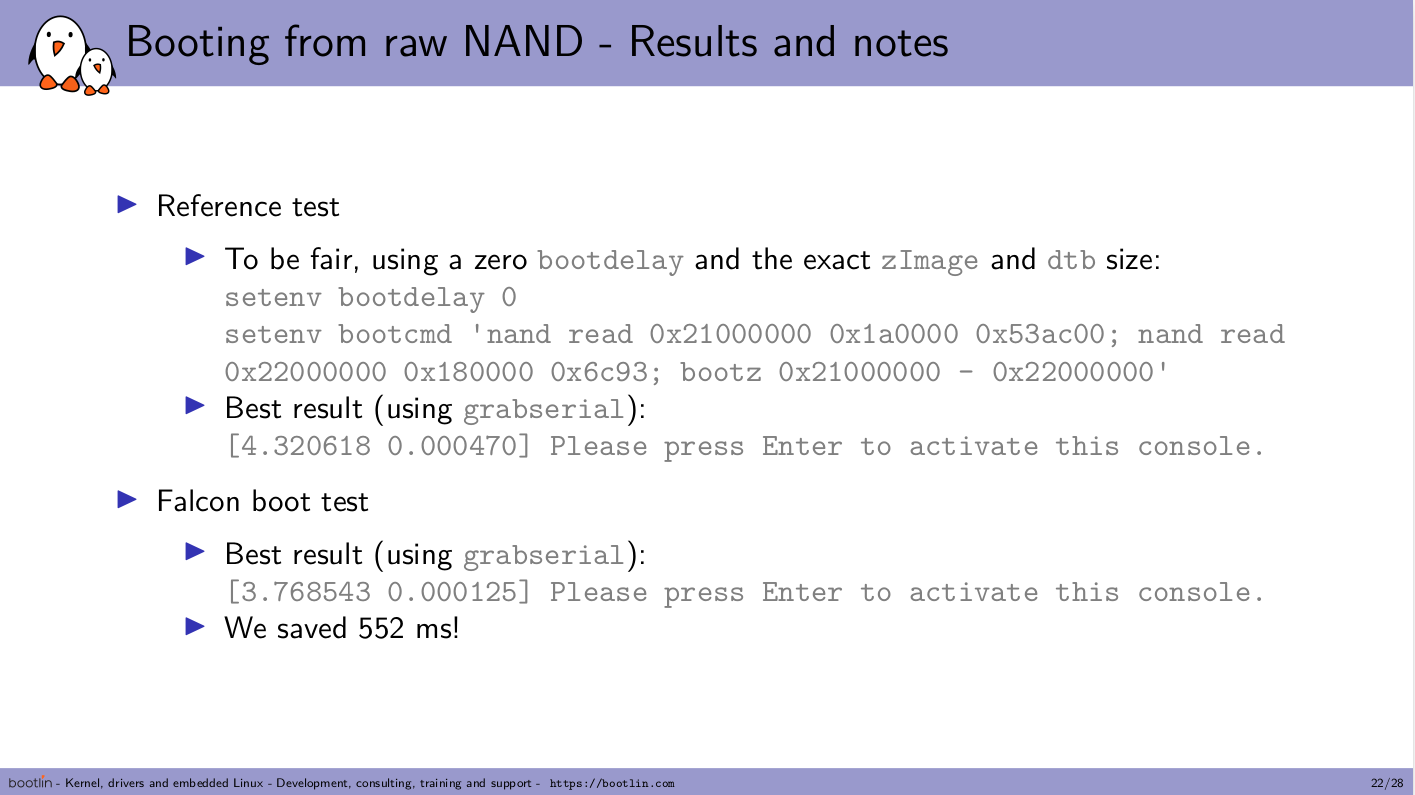 Booting from raw NAND - Results and notes
Reference test
To be fair, using a zero bootdelay and the exact zImage and dtb size:
setenv bootdelay 0
setenv bootcmd 'nand read 0x21000000 0x1a0000 0x53ac00; nand read
0x22000000 0x180000 0x6c93; bootz 0x21000000 - 0x22000000'
Best result (using grabserial):
[4.320618 0.000470] Please press Enter to activate this console.
Falcon boot test
Best result (using grabserial):
[3.768543 0.000125] Please press Enter to activate this console.
We saved 552 ms!
bootlin - Kernel, drivers and embedded Linux - Development, consulting, training and support - https://bootlin.com 22/28